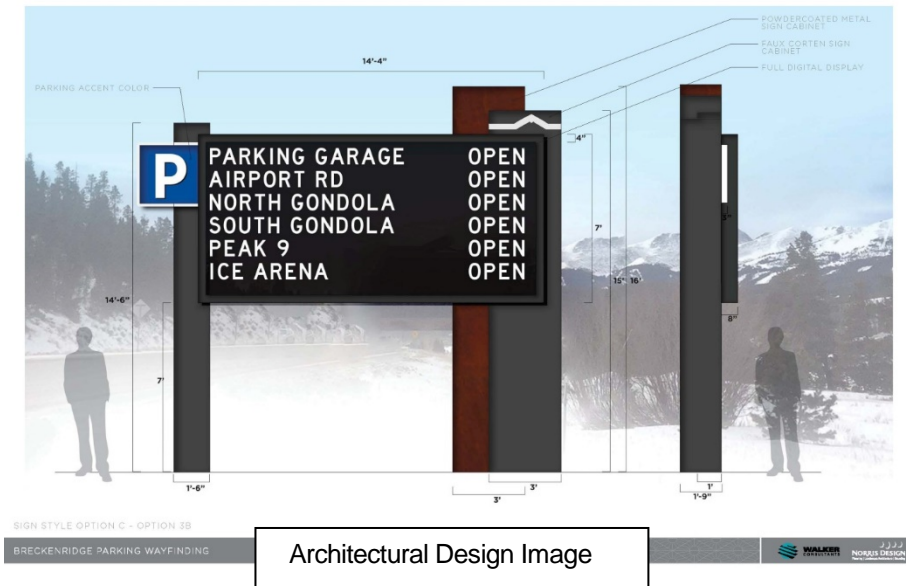 POWDERCOATED METAL
SIGN CABINET
FAUX CORTEN SIGN
CABINET
FULL DIGITAL DISPLAY
14'-4"
PARKING ACCENT COLOR
4"
P
PARKING GARAGE OPEN
AIRPORT RD OPEN
NORTH GONDOLA OPEN
SOUTH GONDOLA OPEN
PEAK 9 OPEN
ICE ARENA OPEN
7'
15' 16'
14'-6"
8"
7'
1'-6"
3'
3'
1'
1'-9"
SIGN STYLE OPTION C - OPTION 3B
BRECKENRIDGE PARKING WAYFINDING
Architectural Design Image
WALKER
CONSULTANTS
NORRIS DESIGN